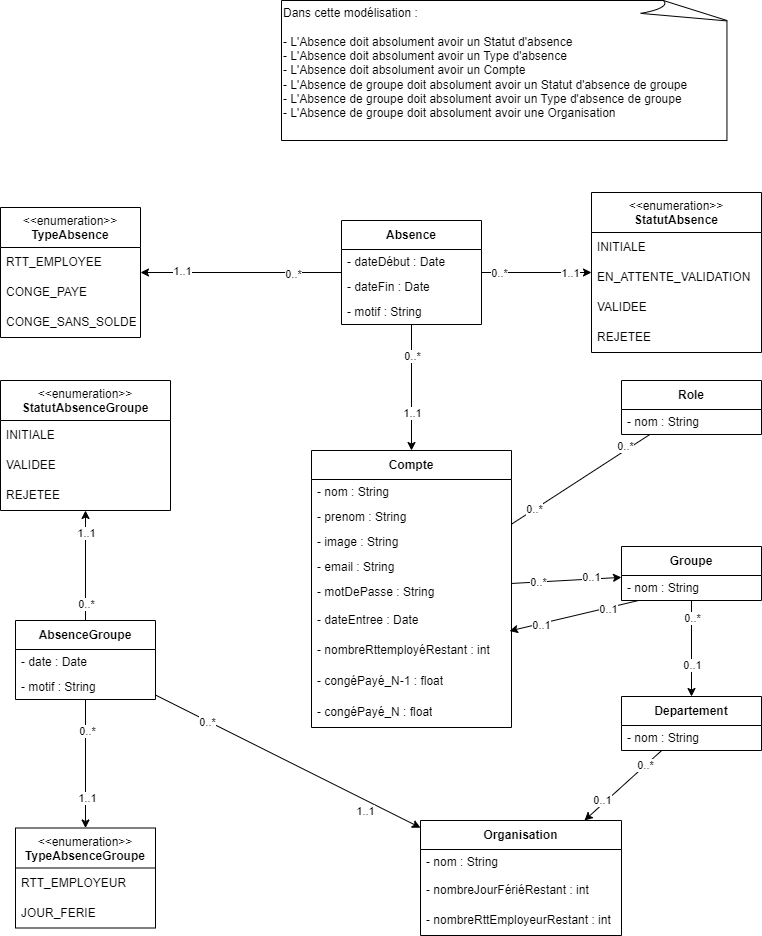 Dans cette modélisation :
- L'Absence doit absolument avoir un Statut d'absence
- L'Absence doit absolument avoir un Type d'absence
- L'Absence doit absolument avoir un Compte
- L'Absence de groupe doit absolument avoir un Statut d'absence de groupe
- L'Absence de groupe doit absolument avoir un Type d'absence de groupe
- L'Absence de groupe doit absolument avoir une Organisation
<<enumeration>>
TypeAbsence
RTT_EMPLOYEE
CONGE_PAYE
CONGE_SANS_SOLDE
1..1
0..*
Absence
- dateDébut : Date
- dateFin : Date
- motif : String
0..*
1..1
<<enumeration>>
StatutAbsence
INITIALE
EN_ATTENTE_VALIDATION
VALIDEE
REJETEE
0..*
1..1
<<enumeration>>
StatutAbsenceGroupe
INITIALE
VALIDEE
REJETEE
1..1
0..*
Compte
- nom : String
- prenom : String
- image : String
- email : String
- motDePasse : String
- dateEntree : Date
- nombreRttemployéRestant : int
- congéPayé_N-1 : float
- congéPayé_N : float
Role
- nom : String
0..*
0..*
0..*
0..1
0..1
0..1
Groupe
- nom : String
0..*
0..1
AbsenceGroupe
- date : Date
- motif : String
0..*
1..1
0..*
1..1
Departement
- nom : String
0..*
0..1
<<enumeration>>
TypeAbsenceGroupe
RTT_EMPLOYEUR
JOUR_FERIE
Organisation
- nom : String
- nombreJourFériéRestant : int
- nombreRttEmployeurRestant : int